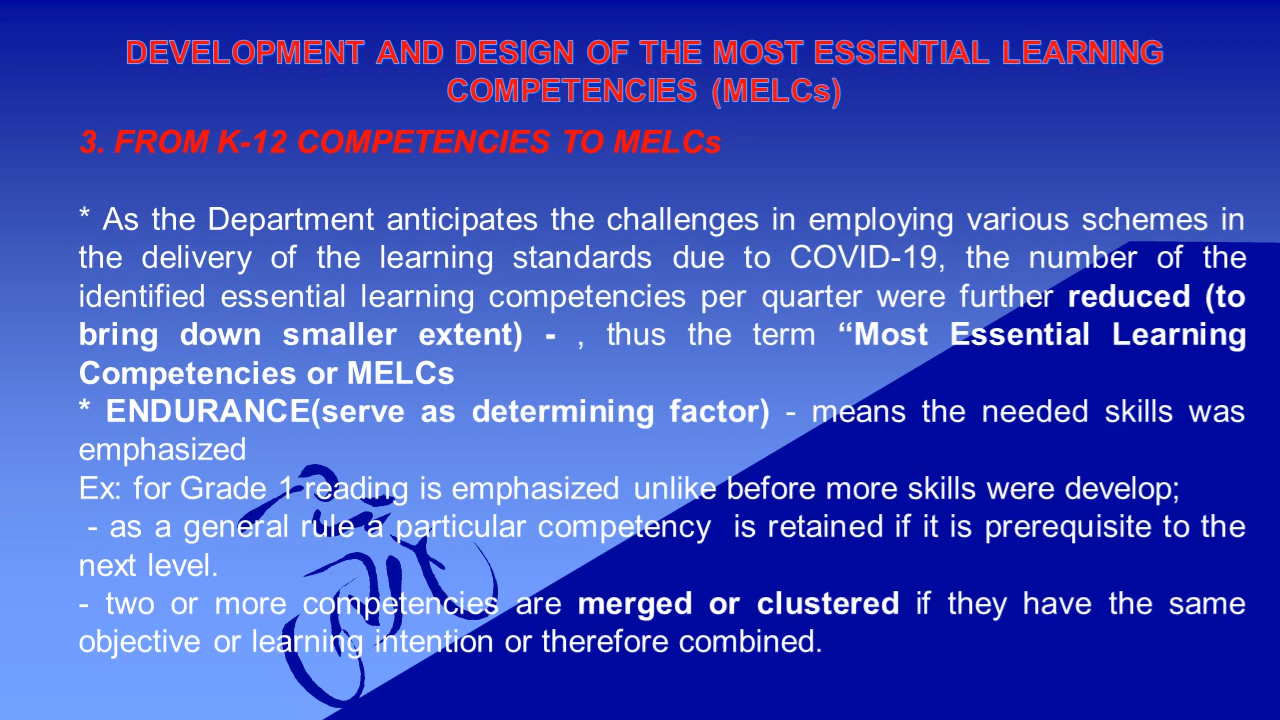 DEVELOPMENT AND DESIGN OF THE MOST ESSENTIAL LEARNING
COMPETENCIES (MELCs)
3. FROM K-12 COMPETENCIES TO MELCs
* As the Department anticipates the challenges in employing various schemes in
the delivery of the learning standards due to COVID-19, the number of the
identified essential learning competencies per quarter were further reduced (to
bring down smaller extent) - , thus the term “Most Essential Learning
Competencies or MELCs
* ENDURANCE(serve as determining factor) - means the needed skills was
emphasized
Ex: for Grade 1 reading is emphasized unlike before more skills were develop;
- as a general rule a particular competency is retained if it is prerequisite to the
next level.
- two or more competencies are merged or clustered if they have the same
objective or learning intention or therefore combined.